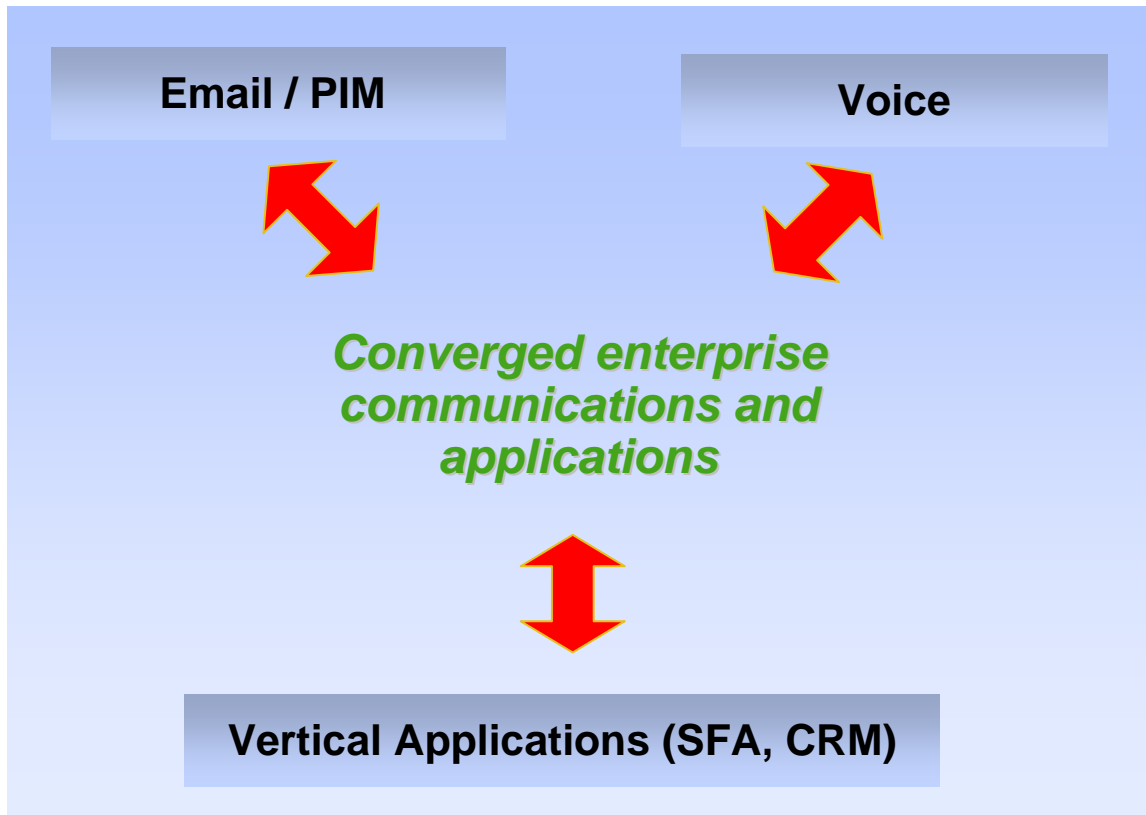 Email / PIM
Voice
Converged enterprise
communications and
applications
Vertical Applications (SFA, CRM)